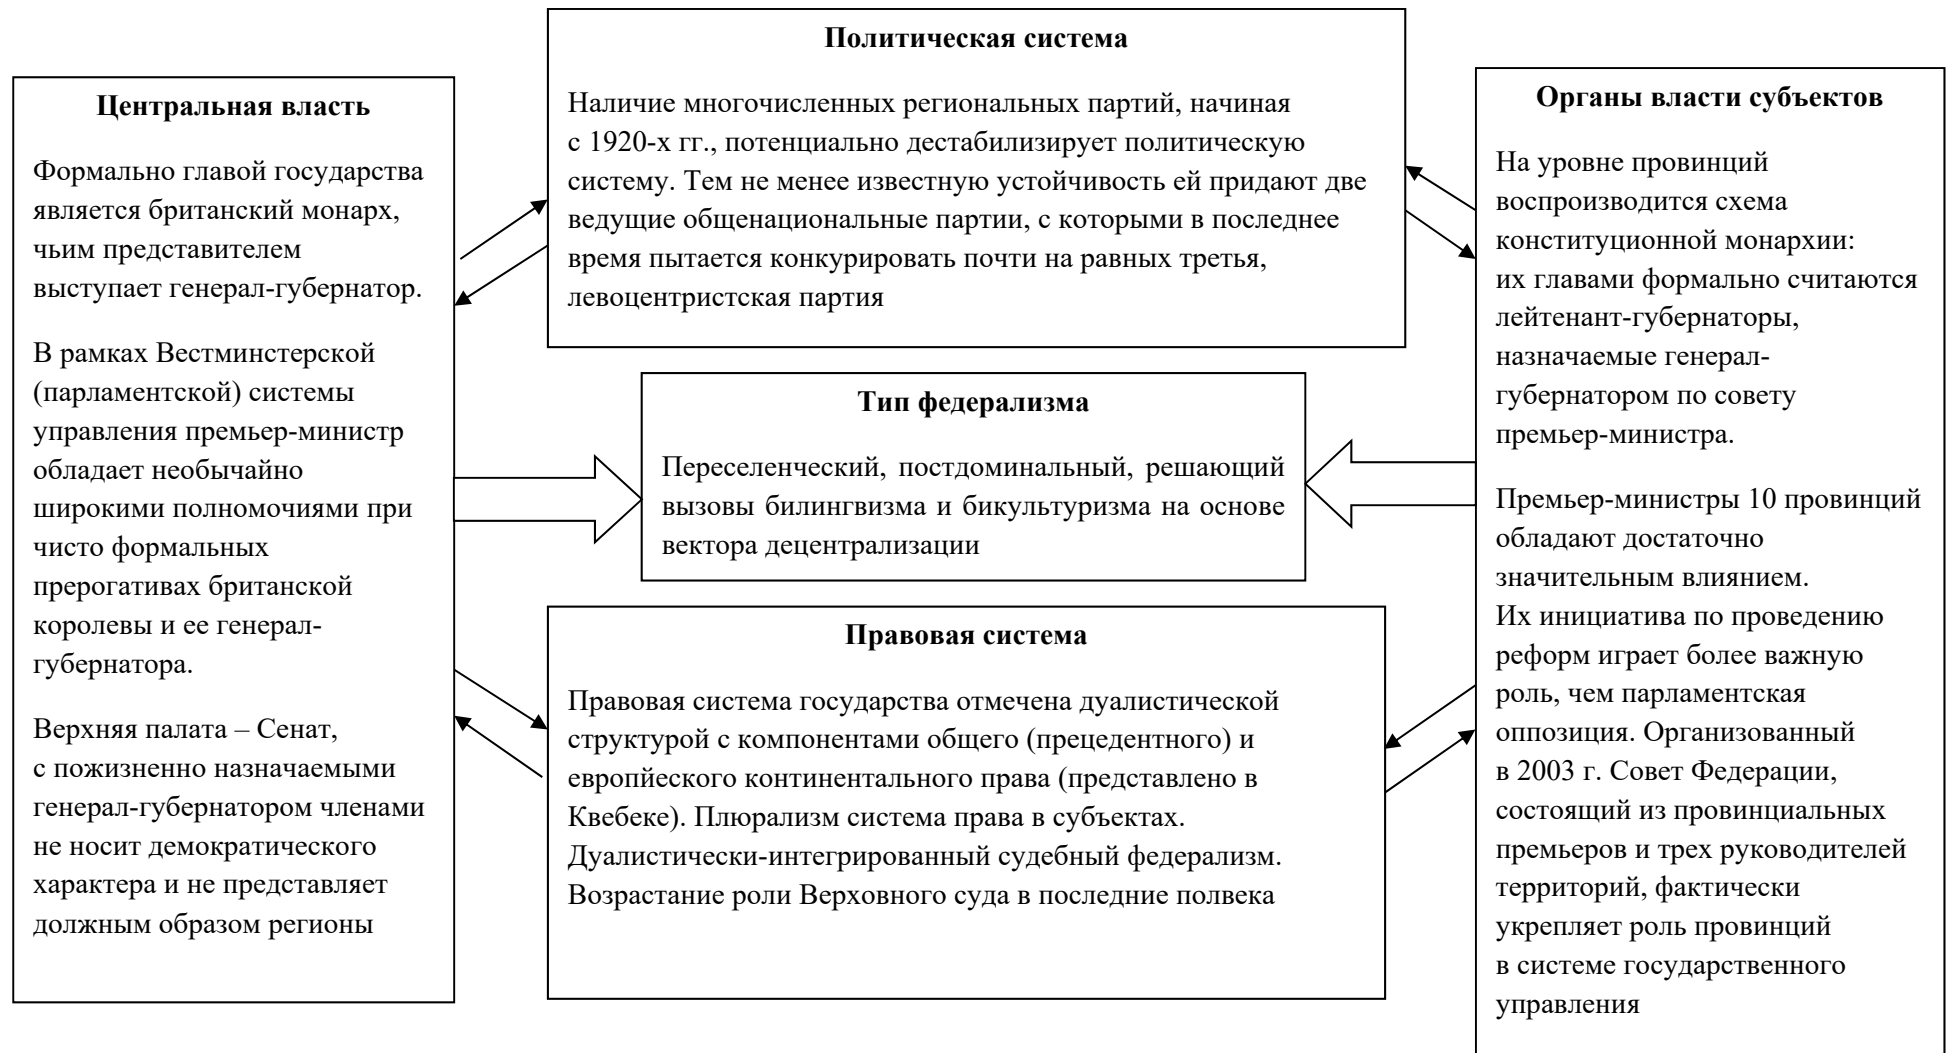 Центральная власть
Формально главой государства
является британский монарх,
чьим представителем
выступает генерал-губернатор.
В рамках Вестминстерской
(парламентской) системы
управления премьер-министр
обладает необычайно
широкими полномочиями при
чисто формальных
прерогативах британской
королевы и ее генерал-
губернатора.
Верхняя палата – Сенат,
с пожизненно назначаемыми
генерал-губернатором членами
не носит демократического
характера и не представляет
должным образом регионы
Политическая система
Наличие многочисленных региональных партий, начиная
с 1920-х гг., потенциально дестабилизирует политическую
систему. Тем не менее известную устойчивость ей придают две
ведущие общенациональные партии, с которыми в последнее
время пытается конкурировать почти на равных третья,
левоцентристская партия
Тип федерализма
Переселенческий, постдоминальный, решающий
вызовы билингвизма и бикультуризма на основе
вектора децентрализации
Правовая система
Правовая система государства отмечена дуалистической
структурой с компонентами общего (прецедентного) и
европйеского континентального права (представлено в
Квебеке). Плюрализм система права в субъектах.
Дуалистически-интегрированный судебный федерализм.
Возрастание роли Верховного суда в последние полвека
Органы власти субъектов
На уровне провинций
воспроизводится схема
конституционной монархии:
их главами формально считаются
лейтенант-губернаторы,
назначаемые генерал-
губернатором по совету
премьер-министра.
Премьер-министры 10 провинций
обладают достаточно
значительным влиянием.
Их инициатива по проведению
реформ играет более важную
роль, чем парламентская
оппозиция. Организованный
в 2003 г. Совет Федерации,
состоящий из провинциальных
премьеров и трех руководителей
территорий, фактически
укрепляет роль провинций
в системе государственного
управления